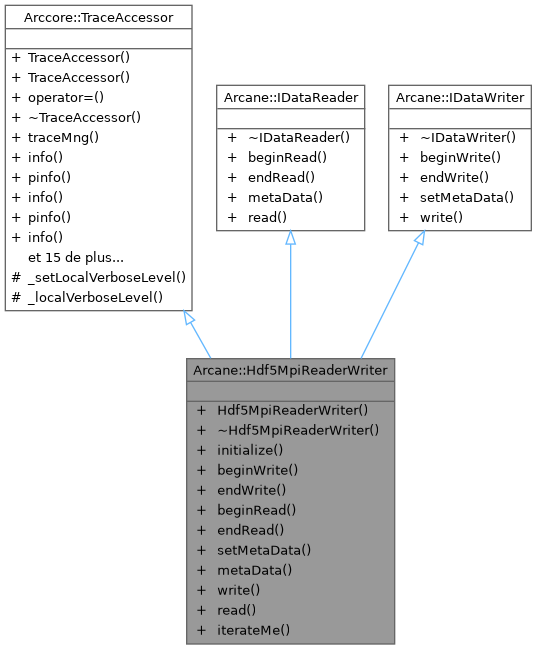 Arccore::TraceAccessor
+ TraceAccessor()
+ TraceAccessor()
+ operator=()
+ ~TraceAccessor()
+ traceMng()
+ info()
+ pinfo()
+ info()
+ pinfo()
+ info()
et 15 de plus...
# _setLocalVerboseLevel()
# _localVerboseLevel()
Arcane::IDataReader
+ ~IDataReader()
+ beginRead()
+ endRead()
+ metaData()
+ read()
Arcane::IDataWriter
+ ~IDataWriter()
+ beginWrite()
+ endWrite()
+ setMetaData()
+ write()
Arcane::Hdf5MpiReaderWriter
+ Hdf5MpiReaderWriter()
+ ~Hdf5MpiReaderWriter()
+ initialize()
+ beginWrite()
+ endWrite()
+ beginRead()
+ endRead()
+ setMetaData()
+ metaData()
+ write()
+ read()
+ iterateMe()